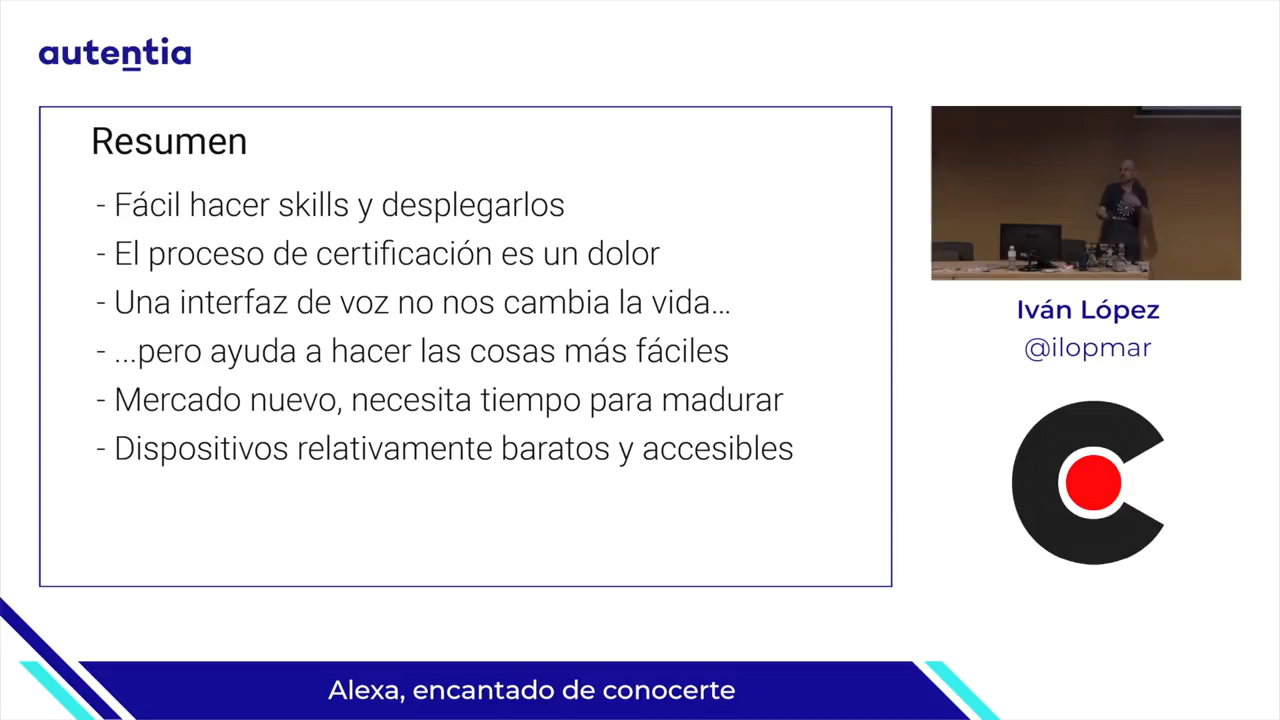 autentia
Resumen
- Fácil hacer skills y desplegarlos
- El proceso de certificación es un dolor
- Una interfaz de voz no nos cambia la vida...
- ...pero ayuda a hacer las cosas más fáciles
- Mercado nuevo, necesita tiempo para madurar
- Dispositivos relativamente baratos y accesibles
Iván López
@ilopmar
Alexa, encantado de conocerte